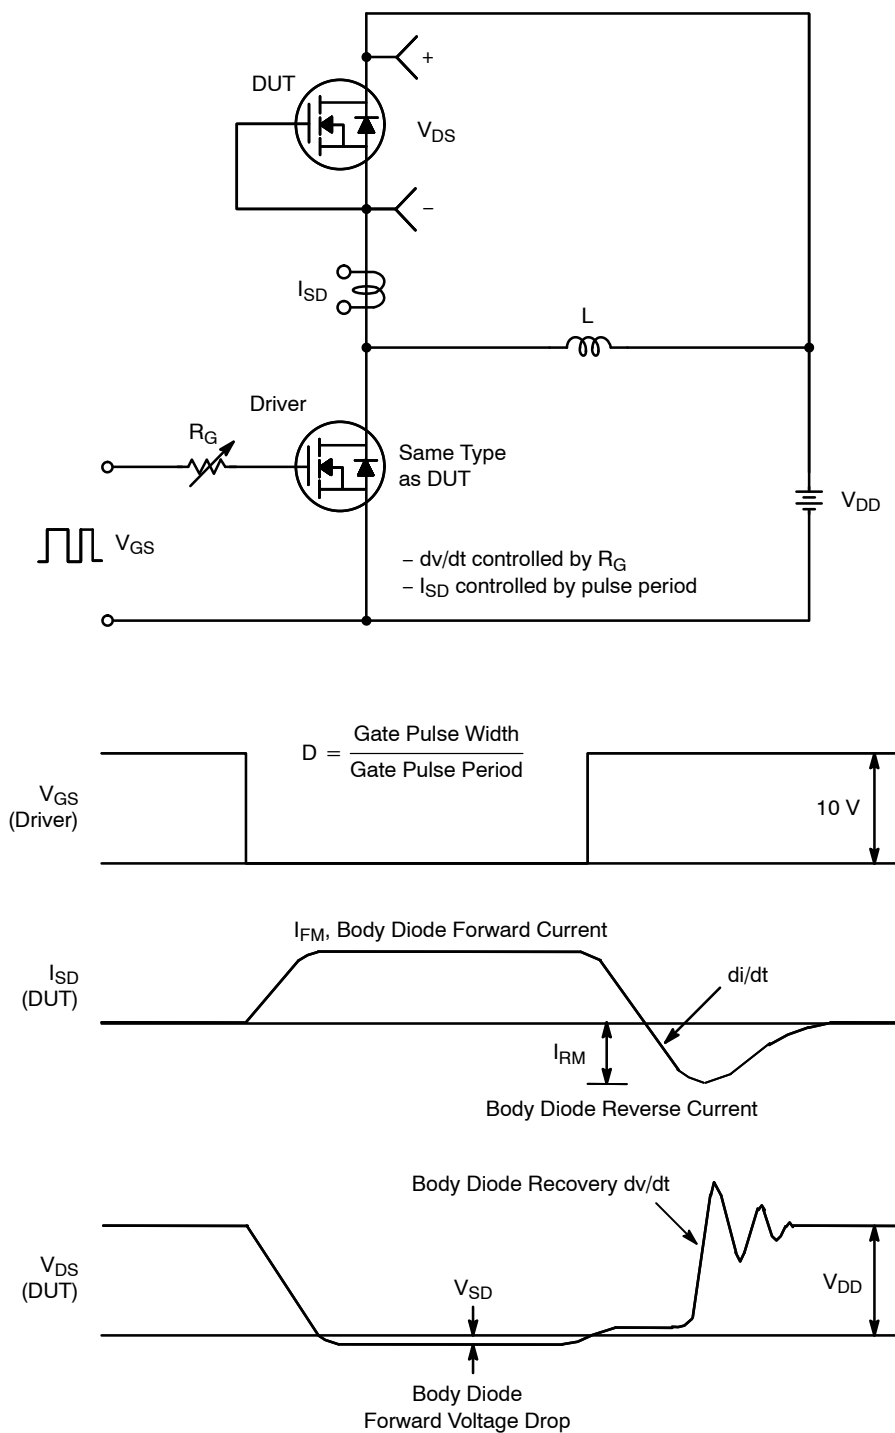 +
DUT
V_DS
−
I_SD
L
Driver
R_G
Same Type
as DUT
V_DD
V_GS
− dv/dt controlled by R_G
− I_SD controlled by pulse period
D = Gate Pulse Width
Gate Pulse Period
V_GS
(Driver)
10 V
I_FM, Body Diode Forward Current
I_SD
(DUT)
di/dt
I_RM
Body Diode Reverse Current
Body Diode Recovery dv/dt
V_DS
(DUT)
V_SD
V_DD
Body Diode
Forward Voltage Drop